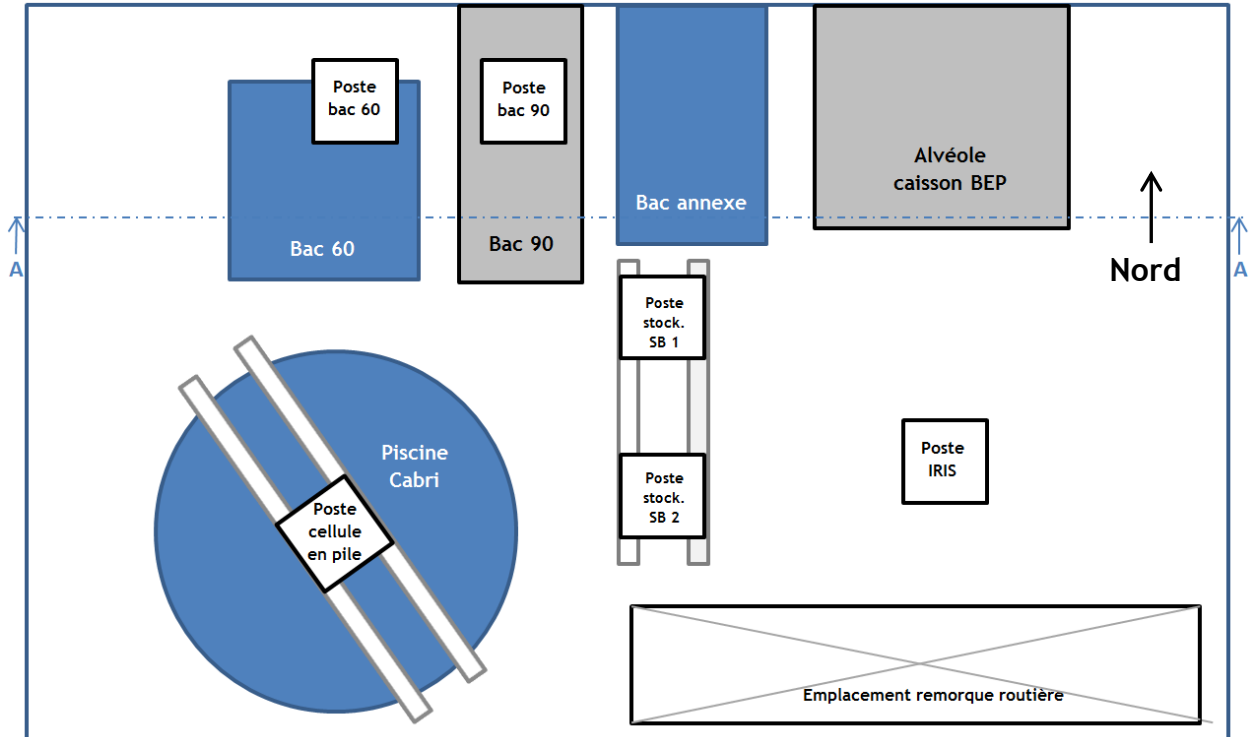 Poste
bac 60
Poste
bac 90
Alvéole
caisson BEP
Bac annexe
Bac 60
Bac 90
A
A
Nord
Poste
stock.
SB 1
Piscine
Cabri
Poste
IRIS
Poste
stock.
SB 2
Poste
cellule
en pile
Emplacement remorque routière